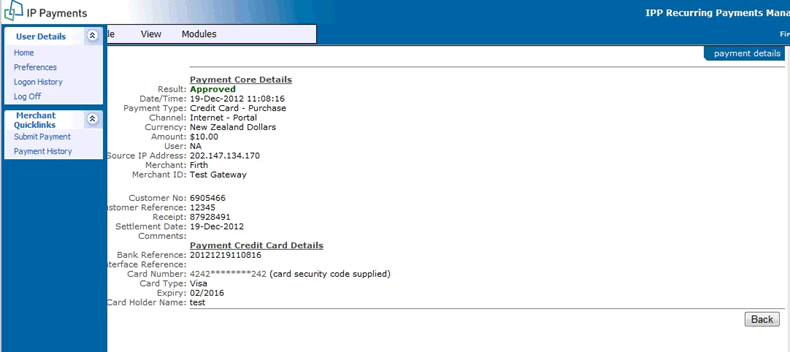 IP Payments
IPP Recurring Payments Mana
Fir
User Details
le View Modules
Home
Preferences
Logon History
Log Off
Merchant
Quicklinks
Submit Payment
Payment History
payment details
Payment Core Details
Result: Approved
Date/Time: 19-Dec-2012 11:08:16
Payment Type: Credit Card - Purchase
Channel: Internet - Portal
Currency: New Zealand Dollars
Amount: $10.00
User: NA
Source IP Address: 202.147.134.170
Merchant: Firth
Merchant ID: Test Gateway
Customer No: 6905466
ustomer Reference: 12345
Receipt: 87928491
Settlement Date: 19-Dec-2012
Comments:
Payment Credit Card Details
Bank Reference: 20121219110816
nterface Reference:
Card Number: 4242********242 (card security code supplied)
Card Type: Visa
Expiry: 02/2016
Card Holder Name: test
Back